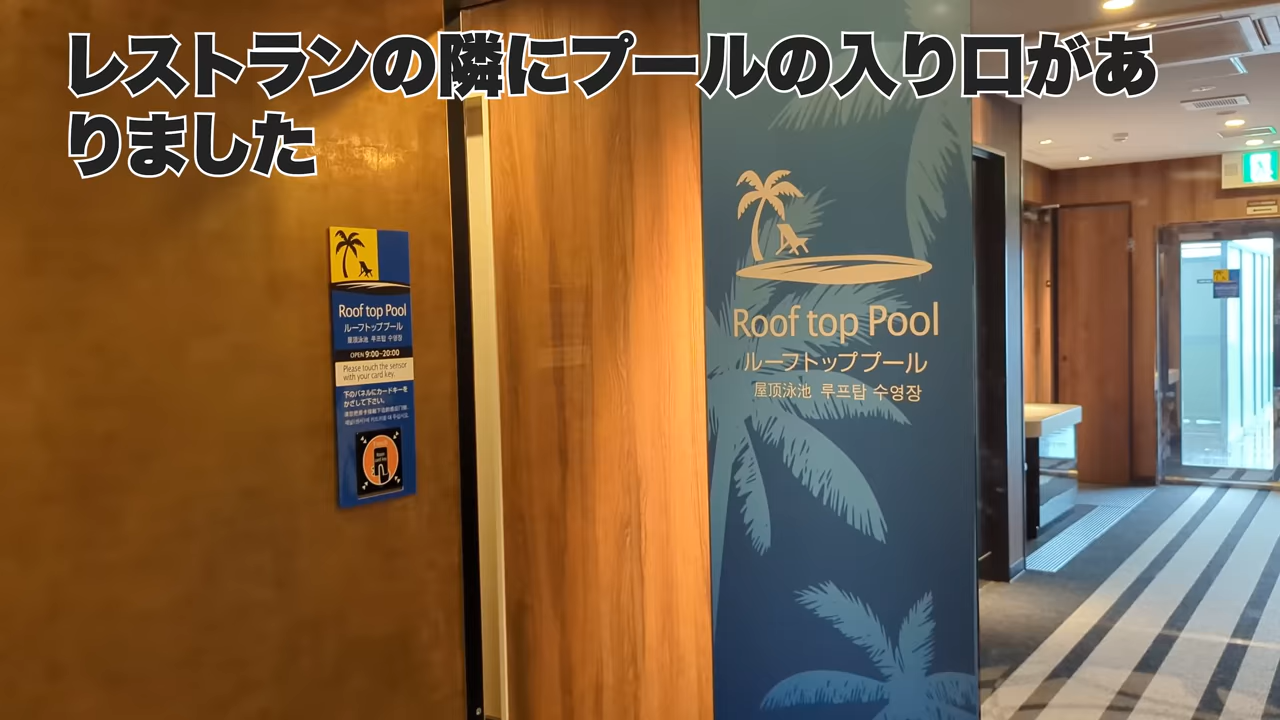 レストランの隣にプールの入り口があ
りました
Roof top Pool
ルーフトッププール
屋顶泳池 루프탑 수영장
OPEN 9:00-20:00
Please touch the sensor
with your card key.
下のパネルにカードキーを
かざして下さい。
Roof top Pool
ルーフトッププール
屋顶泳池 루프탑 수영장